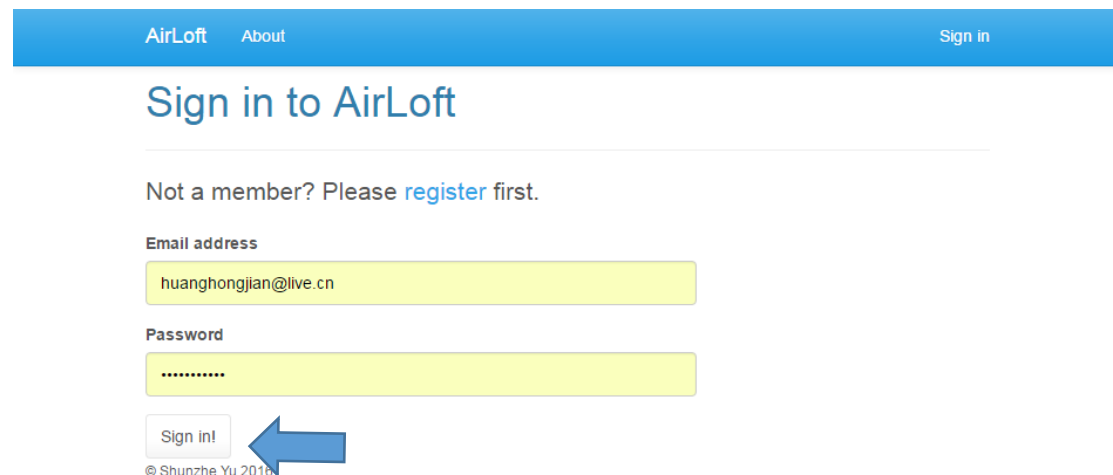 AirLoft About Sign in
Sign in to AirLoft
Not a member? Please register first.
Email address
huanghongjian@live.cn
Password
•••••••••••
Sign in!
© Shunzhe Yu 2016